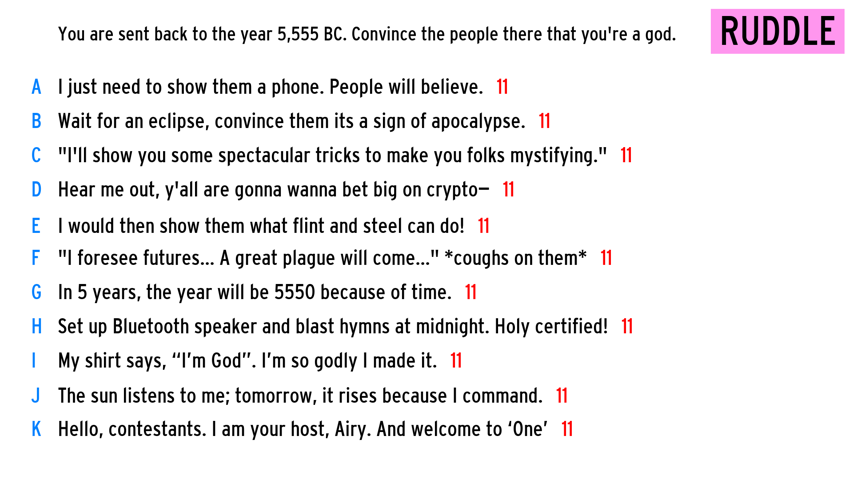 You are sent back to the year 5,555 BC. Convince the people there that you're a god.
RUDDLE
A I just need to show them a phone. People will believe. 11
B Wait for an eclipse, convince them its a sign of apocalypse. 11
C "I'll show you some spectacular tricks to make you folks mystifying." 11
D Hear me out, y'all are gonna wanna bet big on crypto– 11
E I would then show them what flint and steel can do! 11
F "I foresee futures... A great plague will come..." *coughs on them* 11
G In 5 years, the year will be 5550 because of time. 11
H Set up Bluetooth speaker and blast hymns at midnight. Holy certified! 11
I My shirt says, “I’m God”. I’m so godly I made it. 11
J The sun listens to me; tomorrow, it rises because I command. 11
K Hello, contestants. I am your host, Airy. And welcome to ‘One’ 11